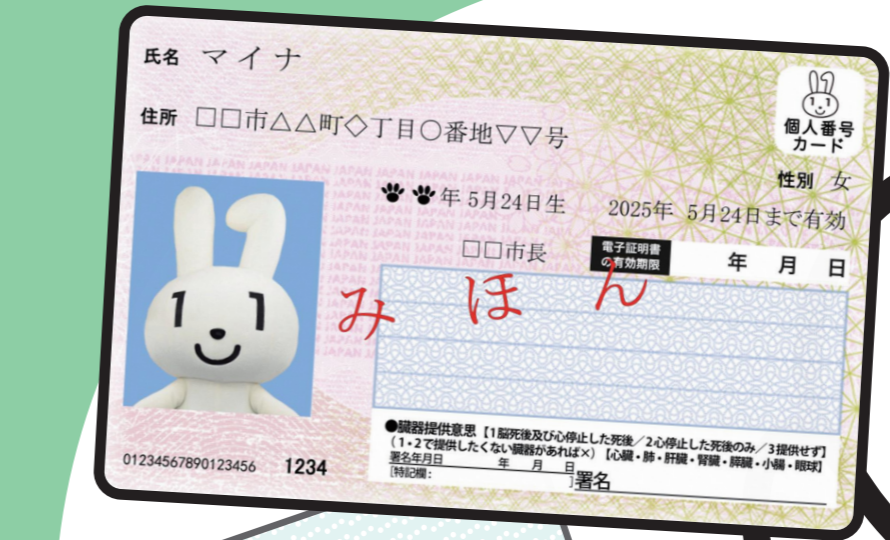 氏名 マイナ
住所 □□市△△町◇丁目○番地▽▽号
個人番号
カード
性別 女
年 5月24日生
2025年 5月24日まで有効
□□市長
電子証明書
の有効期限
年 月 日
みほん
JAPAN JAPAN JAPAN JAPAN JAPAN
1 1
●臓器提供意思【1脳死後及び心停止した死後/2心停止した死後のみ/3提供せず】
(1・2で提供したくない臓器があれば×)【心臓・肺・肝臓・腎臓・膵臓・小腸・眼球】
署名年月日 年 月 日
[特記欄: ]署名
01234567890123456 1234